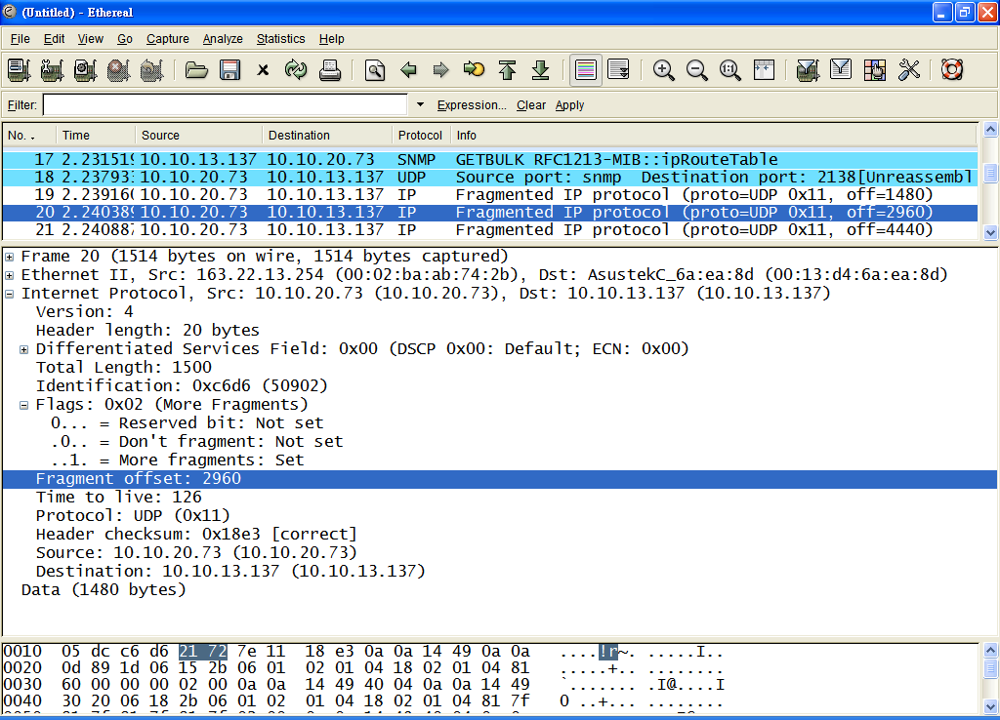 (Untitled) - Ethereal
File Edit View Go Capture Analyze Statistics Help
Filter: Expression... Clear Apply
No. . Time Source Destination Protocol Info
17 2.231519 10.10.13.137 10.10.20.73 SNMP GETBULK RFC1213-MIB::ipRouteTable
18 2.23793 10.10.20.73 10.10.13.137 UDP Source port: snmp Destination port: 2138[Unreassembl
19 2.23916 10.10.20.73 10.10.13.137 IP Fragmented IP protocol (proto=UDP 0x11, off=1480)
20 2.24038 10.10.20.73 10.10.13.137 IP Fragmented IP protocol (proto=UDP 0x11, off=2960)
21 2.24088 10.10.20.73 10.10.13.137 IP Fragmented IP protocol (proto=UDP 0x11, off=4440)
Frame 20 (1514 bytes on wire, 1514 bytes captured)
Ethernet II, Src: 163.22.13.254 (00:02:ba:ab:74:2b), Dst: AsustekC_6a:ea:8d (00:13:d4:6a:ea:8d)
Internet Protocol, Src: 10.10.20.73 (10.10.20.73), Dst: 10.10.13.137 (10.10.13.137)
Version: 4
Header length: 20 bytes
Differentiated Services Field: 0x00 (DSCP 0x00: Default; ECN: 0x00)
Total Length: 1500
Identification: 0xc6d6 (50902)
Flags: 0x02 (More Fragments)
0... = Reserved bit: Not set
.0.. = Don't fragment: Not set
..1. = More fragments: Set
Fragment offset: 2960
Time to live: 126
Protocol: UDP (0x11)
Header checksum: 0x18e3 [correct]
Source: 10.10.20.73 (10.10.20.73)
Destination: 10.10.13.137 (10.10.13.137)
Data (1480 bytes)
0010 05 dc c6 d6 21 72 7e 11 18 e3 0a 0a 14 49 0a 0a ....!r~. .....I..
0020 0d 89 1d 06 15 2b 06 01 02 01 04 18 02 01 04 81 .....+.. ........
0030 60 00 00 00 02 00 0a 0a 14 49 40 04 0a 0a 14 49 `....... .I@....I
0040 30 20 06 18 2b 06 01 02 01 04 18 02 01 04 81 7f 0 ..+... ........